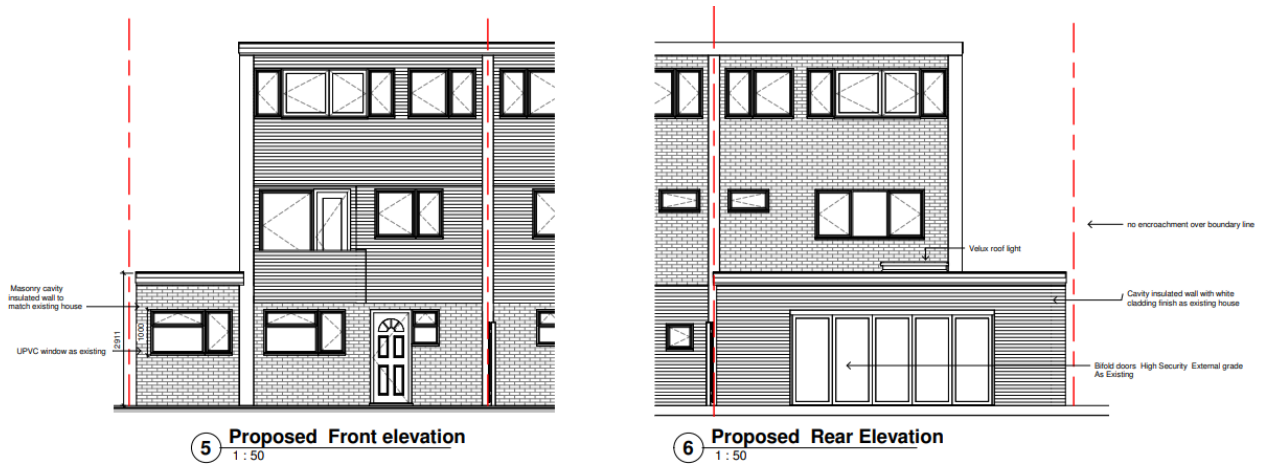 Masonry cavity
insulated wall to
match existing house
UPVC window as existing
2911
1000
5
Proposed Front elevation
1 : 50
no encroachment over boundary line
Velux roof light
Cavity insulated wall with white
cladding finish as existing house
Bifold doors High Security External grade
As Existing
6
Proposed Rear Elevation
1 : 50